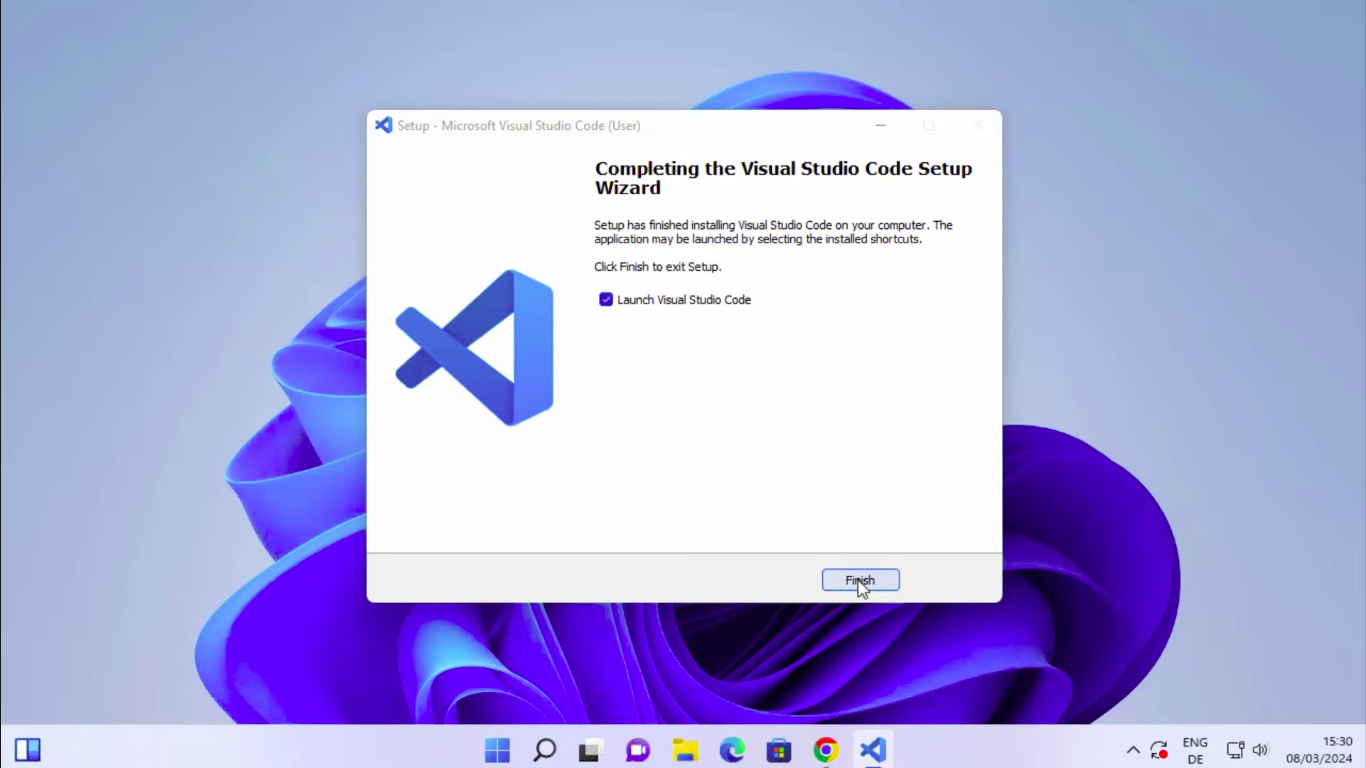 Setup - Microsoft Visual Studio Code (User)
Completing the Visual Studio Code Setup
Wizard
Setup has finished installing Visual Studio Code on your computer. The
application may be launched by selecting the installed shortcuts.
Click Finish to exit Setup.
Launch Visual Studio Code
Finish
ENG
DE
15:30
08/03/2024